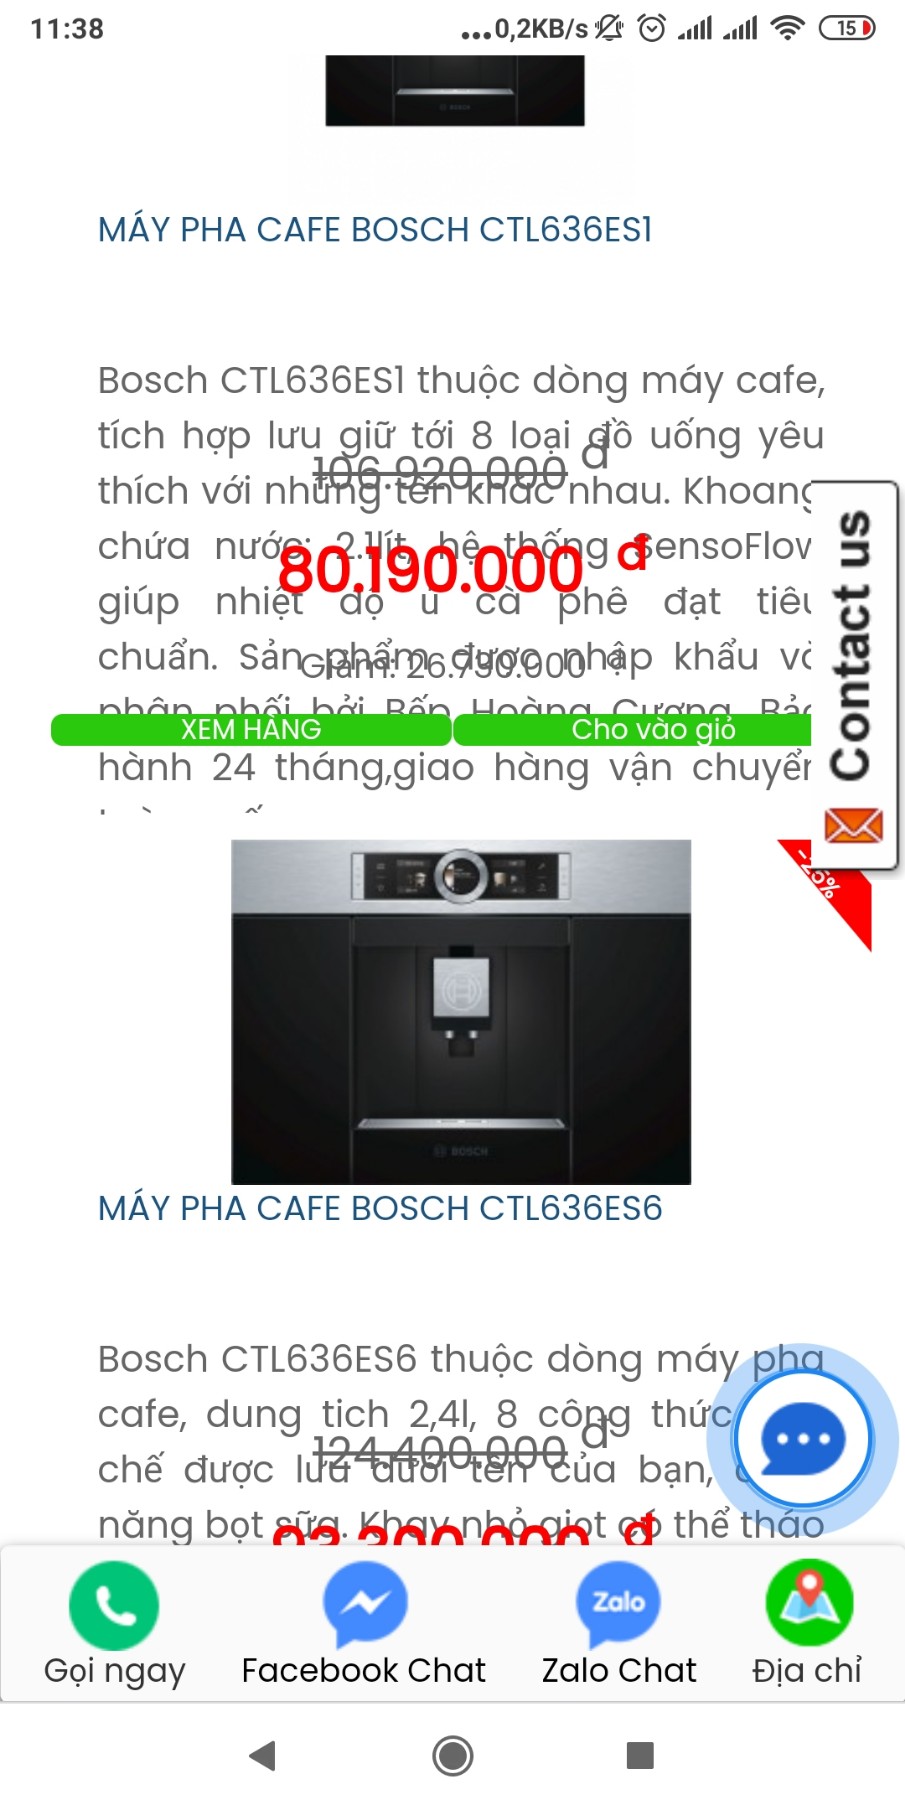 11:38
...0,2KB/s
15
BOSCH
MÁY PHA CAFE BOSCH CTL636ES1
Bosch CTL636ES1 thuộc dòng máy cafe,
tích hợp lưu giữ tới 8 loại đồ uống yêu
106.920.000 đ
thích với những tên khác nhau. Khoang
chứa nước: 2.1lít, hệ thống SensoFlow
80.190.000 đ
giúp nhiệt độ ủ cà phê đạt tiêu
chuẩn. Sản phẩm được nhập khẩu và
Giảm: 26.730.000 đ
phân phối bởi Bếp Hoàng Cương. Bảo
XEM HÀNG
Cho vào giỏ
hành 24 tháng,giao hàng vận chuyển
Contact us
-25%
BOSCH
MÁY PHA CAFE BOSCH CTL636ES6
Bosch CTL636ES6 thuộc dòng máy pha
cafe, dung tich 2,4l, 8 công thức
124.400.000 đ
chế được lưu dưới tên của bạn,
năng bọt sữa. Khay nhỏ giọt có thể tháo
93.300.000 đ
Gọi ngay
Facebook Chat
Zalo
Zalo Chat
Địa chỉ